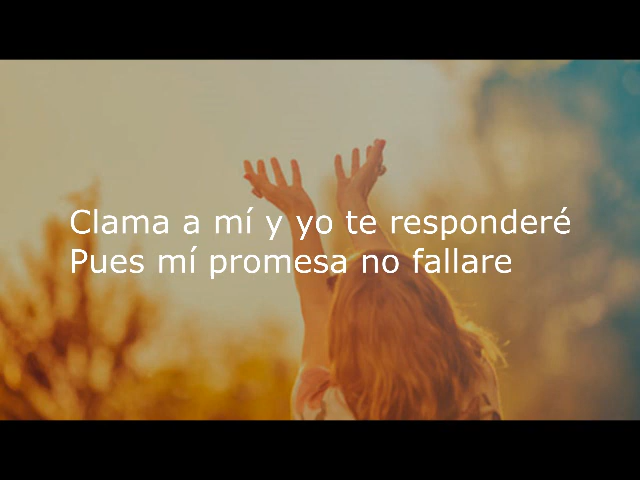 Clama a mí y yo te responderé
Pues mí promesa no fallare